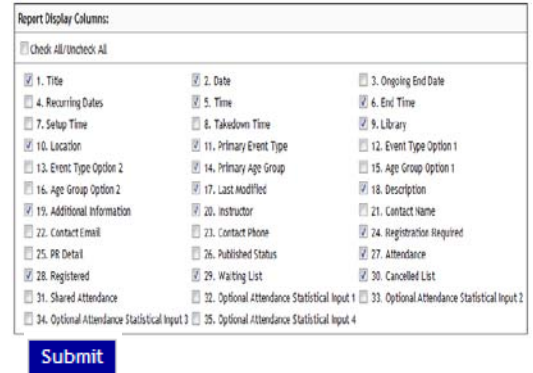 Report Display Columns:
Check All/Uncheck All
1. Title 2. Date 3. Ongoing End Date
4. Recurring Dates 5. Time 6. End Time
7. Setup Time 8. Takedown Time 9. Library
10. Location 11. Primary Event Type 12. Event Type Option 1
13. Event Type Option 2 14. Primary Age Group 15. Age Group Option 1
16. Age Group Option 2 17. Last Modified 18. Description
19. Additional Information 20. Instructor 21. Contact Name
22. Contact Email 23. Contact Phone 24. Registration Required
25. PR Detail 26. Published Status 27. Attendance
28. Registered 29. Waiting List 30. Cancelled List
31. Shared Attendance 32. Optional Attendance Statistical Input 1 33. Optional Attendance Statistical Input 2
34. Optional Attendance Statistical Input 3 35. Optional Attendance Statistical Input 4
Submit